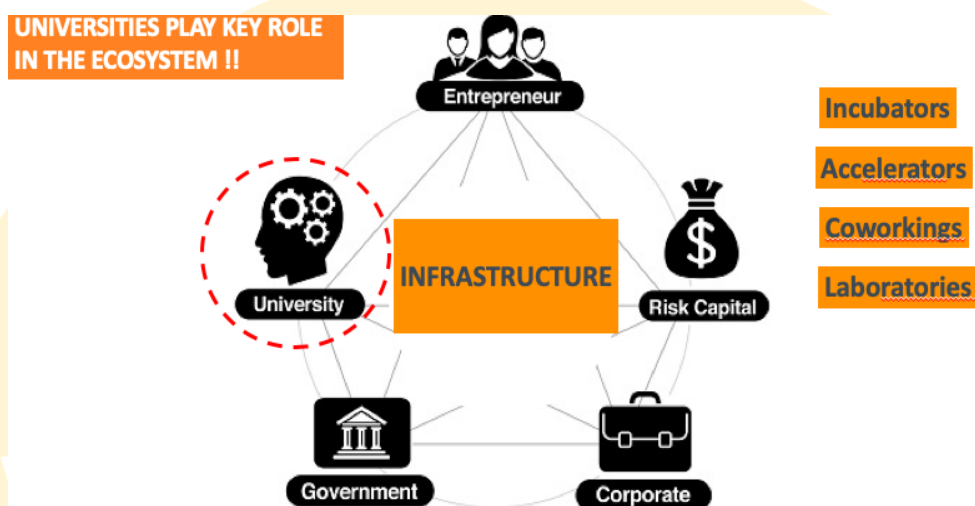 UNIVERSITIES PLAY KEY ROLE
IN THE ECOSYSTEM !!
Entrepreneur
Incubators
Accelerators
Coworkings
Laboratories
INFRASTRUCTURE
$
University
Risk Capital
Government
Corporate